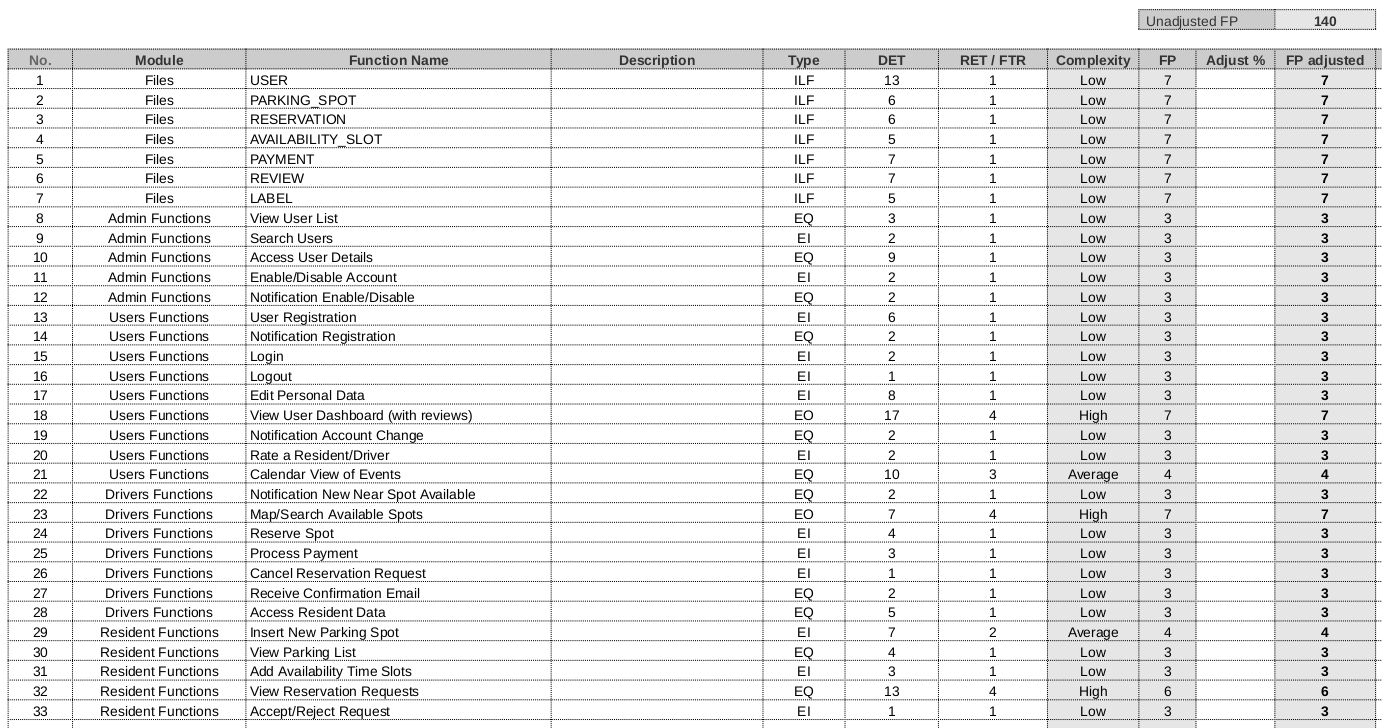 Unadjusted FP 140
No. Module Function Name Description Type DET RET / FTR Complexity FP Adjust % FP adjusted
1 Files USER ILF 13 1 Low 7 7
2 Files PARKING_SPOT ILF 6 1 Low 7 7
3 Files RESERVATION ILF 6 1 Low 7 7
4 Files AVAILABILITY_SLOT ILF 5 1 Low 7 7
5 Files PAYMENT ILF 7 1 Low 7 7
6 Files REVIEW ILF 7 1 Low 7 7
7 Files LABEL ILF 5 1 Low 7 7
8 Admin Functions View User List EQ 3 1 Low 3 3
9 Admin Functions Search Users EI 2 1 Low 3 3
10 Admin Functions Access User Details EQ 9 1 Low 3 3
11 Admin Functions Enable/Disable Account EI 2 1 Low 3 3
12 Admin Functions Notification Enable/Disable EQ 2 1 Low 3 3
13 Users Functions User Registration EI 6 1 Low 3 3
14 Users Functions Notification Registration EQ 2 1 Low 3 3
15 Users Functions Login EI 2 1 Low 3 3
16 Users Functions Logout EI 1 1 Low 3 3
17 Users Functions Edit Personal Data EI 8 1 Low 3 3
18 Users Functions View User Dashboard (with reviews) EO 17 4 High 7 7
19 Users Functions Notification Account Change EQ 2 1 Low 3 3
20 Users Functions Rate a Resident/Driver EI 2 1 Low 3 3
21 Users Functions Calendar View of Events EQ 10 3 Average 4 4
22 Drivers Functions Notification New Near Spot Available EQ 2 1 Low 3 3
23 Drivers Functions Map/Search Available Spots EO 7 4 High 7 7
24 Drivers Functions Reserve Spot EI 4 1 Low 3 3
25 Drivers Functions Process Payment EI 3 1 Low 3 3
26 Drivers Functions Cancel Reservation Request EI 1 1 Low 3 3
27 Drivers Functions Receive Confirmation Email EQ 2 1 Low 3 3
28 Drivers Functions Access Resident Data EQ 5 1 Low 3 3
29 Resident Functions Insert New Parking Spot EI 7 2 Average 4 4
30 Resident Functions View Parking List EQ 4 1 Low 3 3
31 Resident Functions Add Availability Time Slots EI 3 1 Low 3 3
32 Resident Functions View Reservation Requests EQ 13 4 High 6 6
33 Resident Functions Accept/Reject Request EI 1 1 Low 3 3